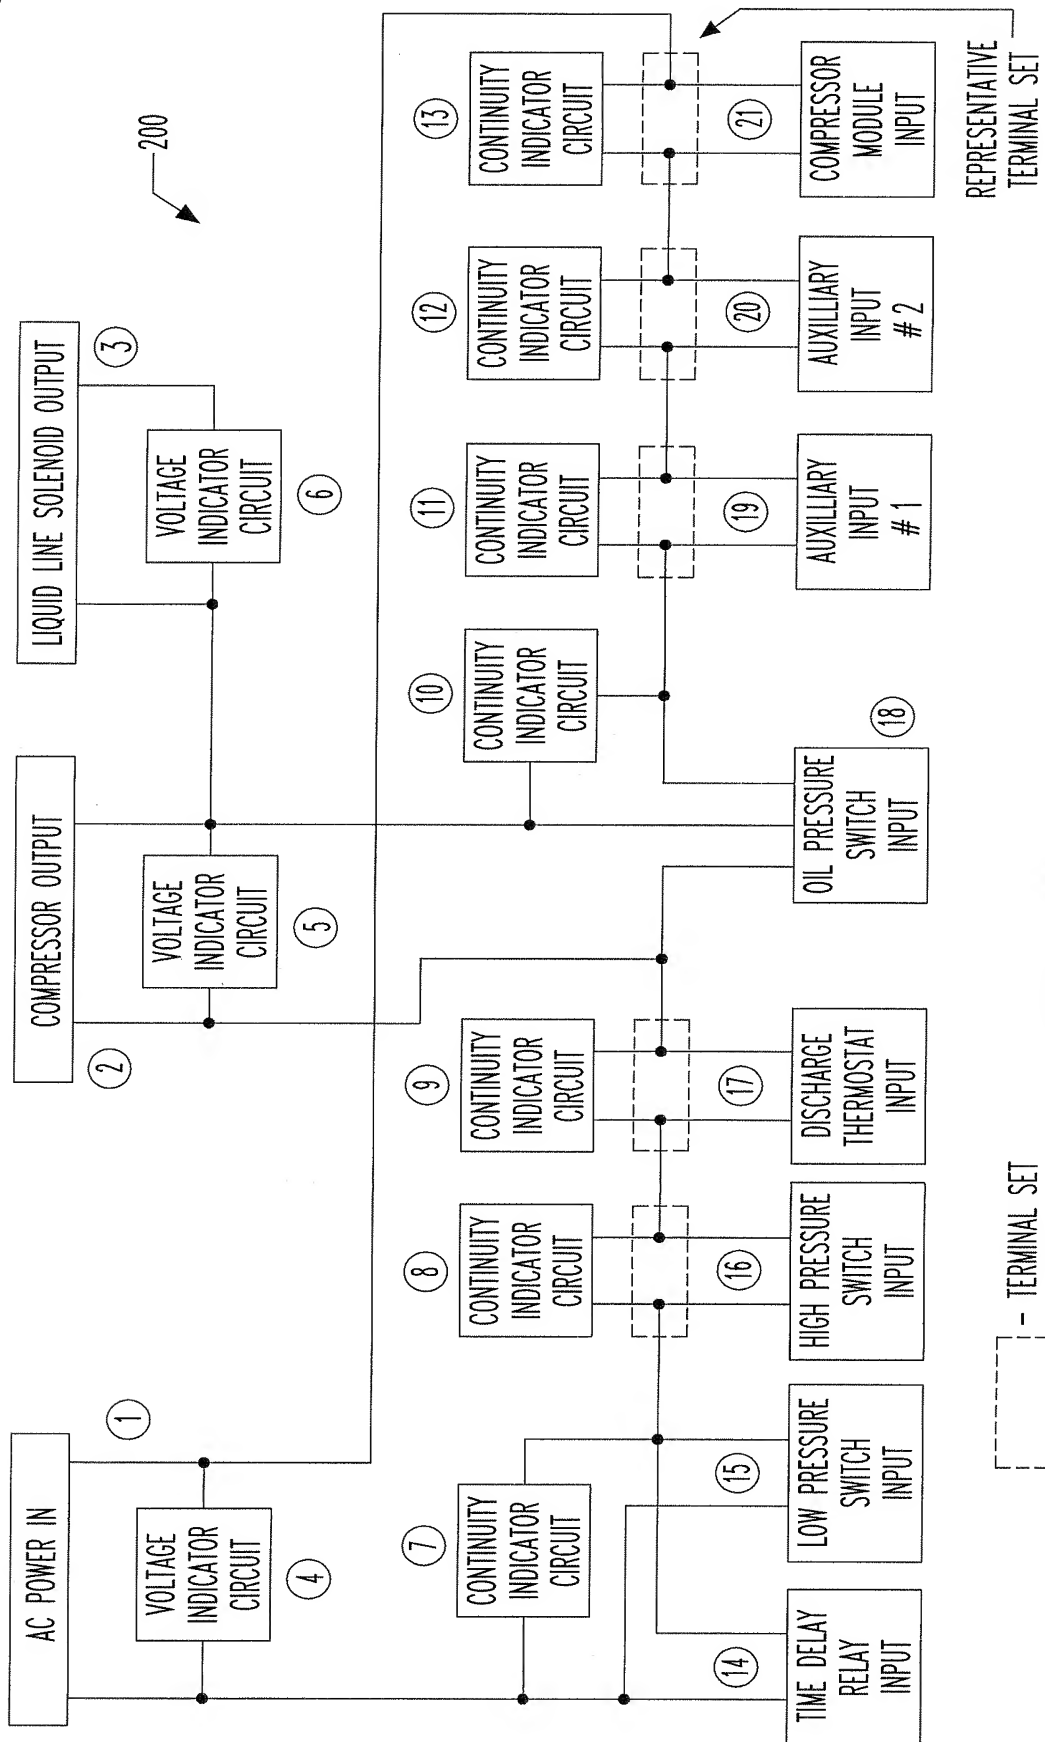 200
AC POWER IN
1
COMPRESSOR OUTPUT
2
LIQUID LINE SOLENOID OUTPUT
3
VOLTAGE
INDICATOR
CIRCUIT
4
VOLTAGE
INDICATOR
CIRCUIT
5
VOLTAGE
INDICATOR
CIRCUIT
6
7
CONTINUITY
INDICATOR
CIRCUIT
8
CONTINUITY
INDICATOR
CIRCUIT
9
CONTINUITY
INDICATOR
CIRCUIT
10
CONTINUITY
INDICATOR
CIRCUIT
11
CONTINUITY
INDICATOR
CIRCUIT
12
CONTINUITY
INDICATOR
CIRCUIT
13
CONTINUITY
INDICATOR
CIRCUIT
14
TIME DELAY
RELAY
INPUT
15
LOW PRESSURE
SWITCH
INPUT
16
HIGH PRESSURE
SWITCH
INPUT
17
DISCHARGE
THERMOSTAT
INPUT
18
OIL PRESSURE
SWITCH
INPUT
19
AUXILLIARY
INPUT
#1
20
AUXILLIARY
INPUT
#2
21
COMPRESSOR
MODULE
INPUT
REPRESENTATIVE
TERMINAL SET
- TERMINAL SET